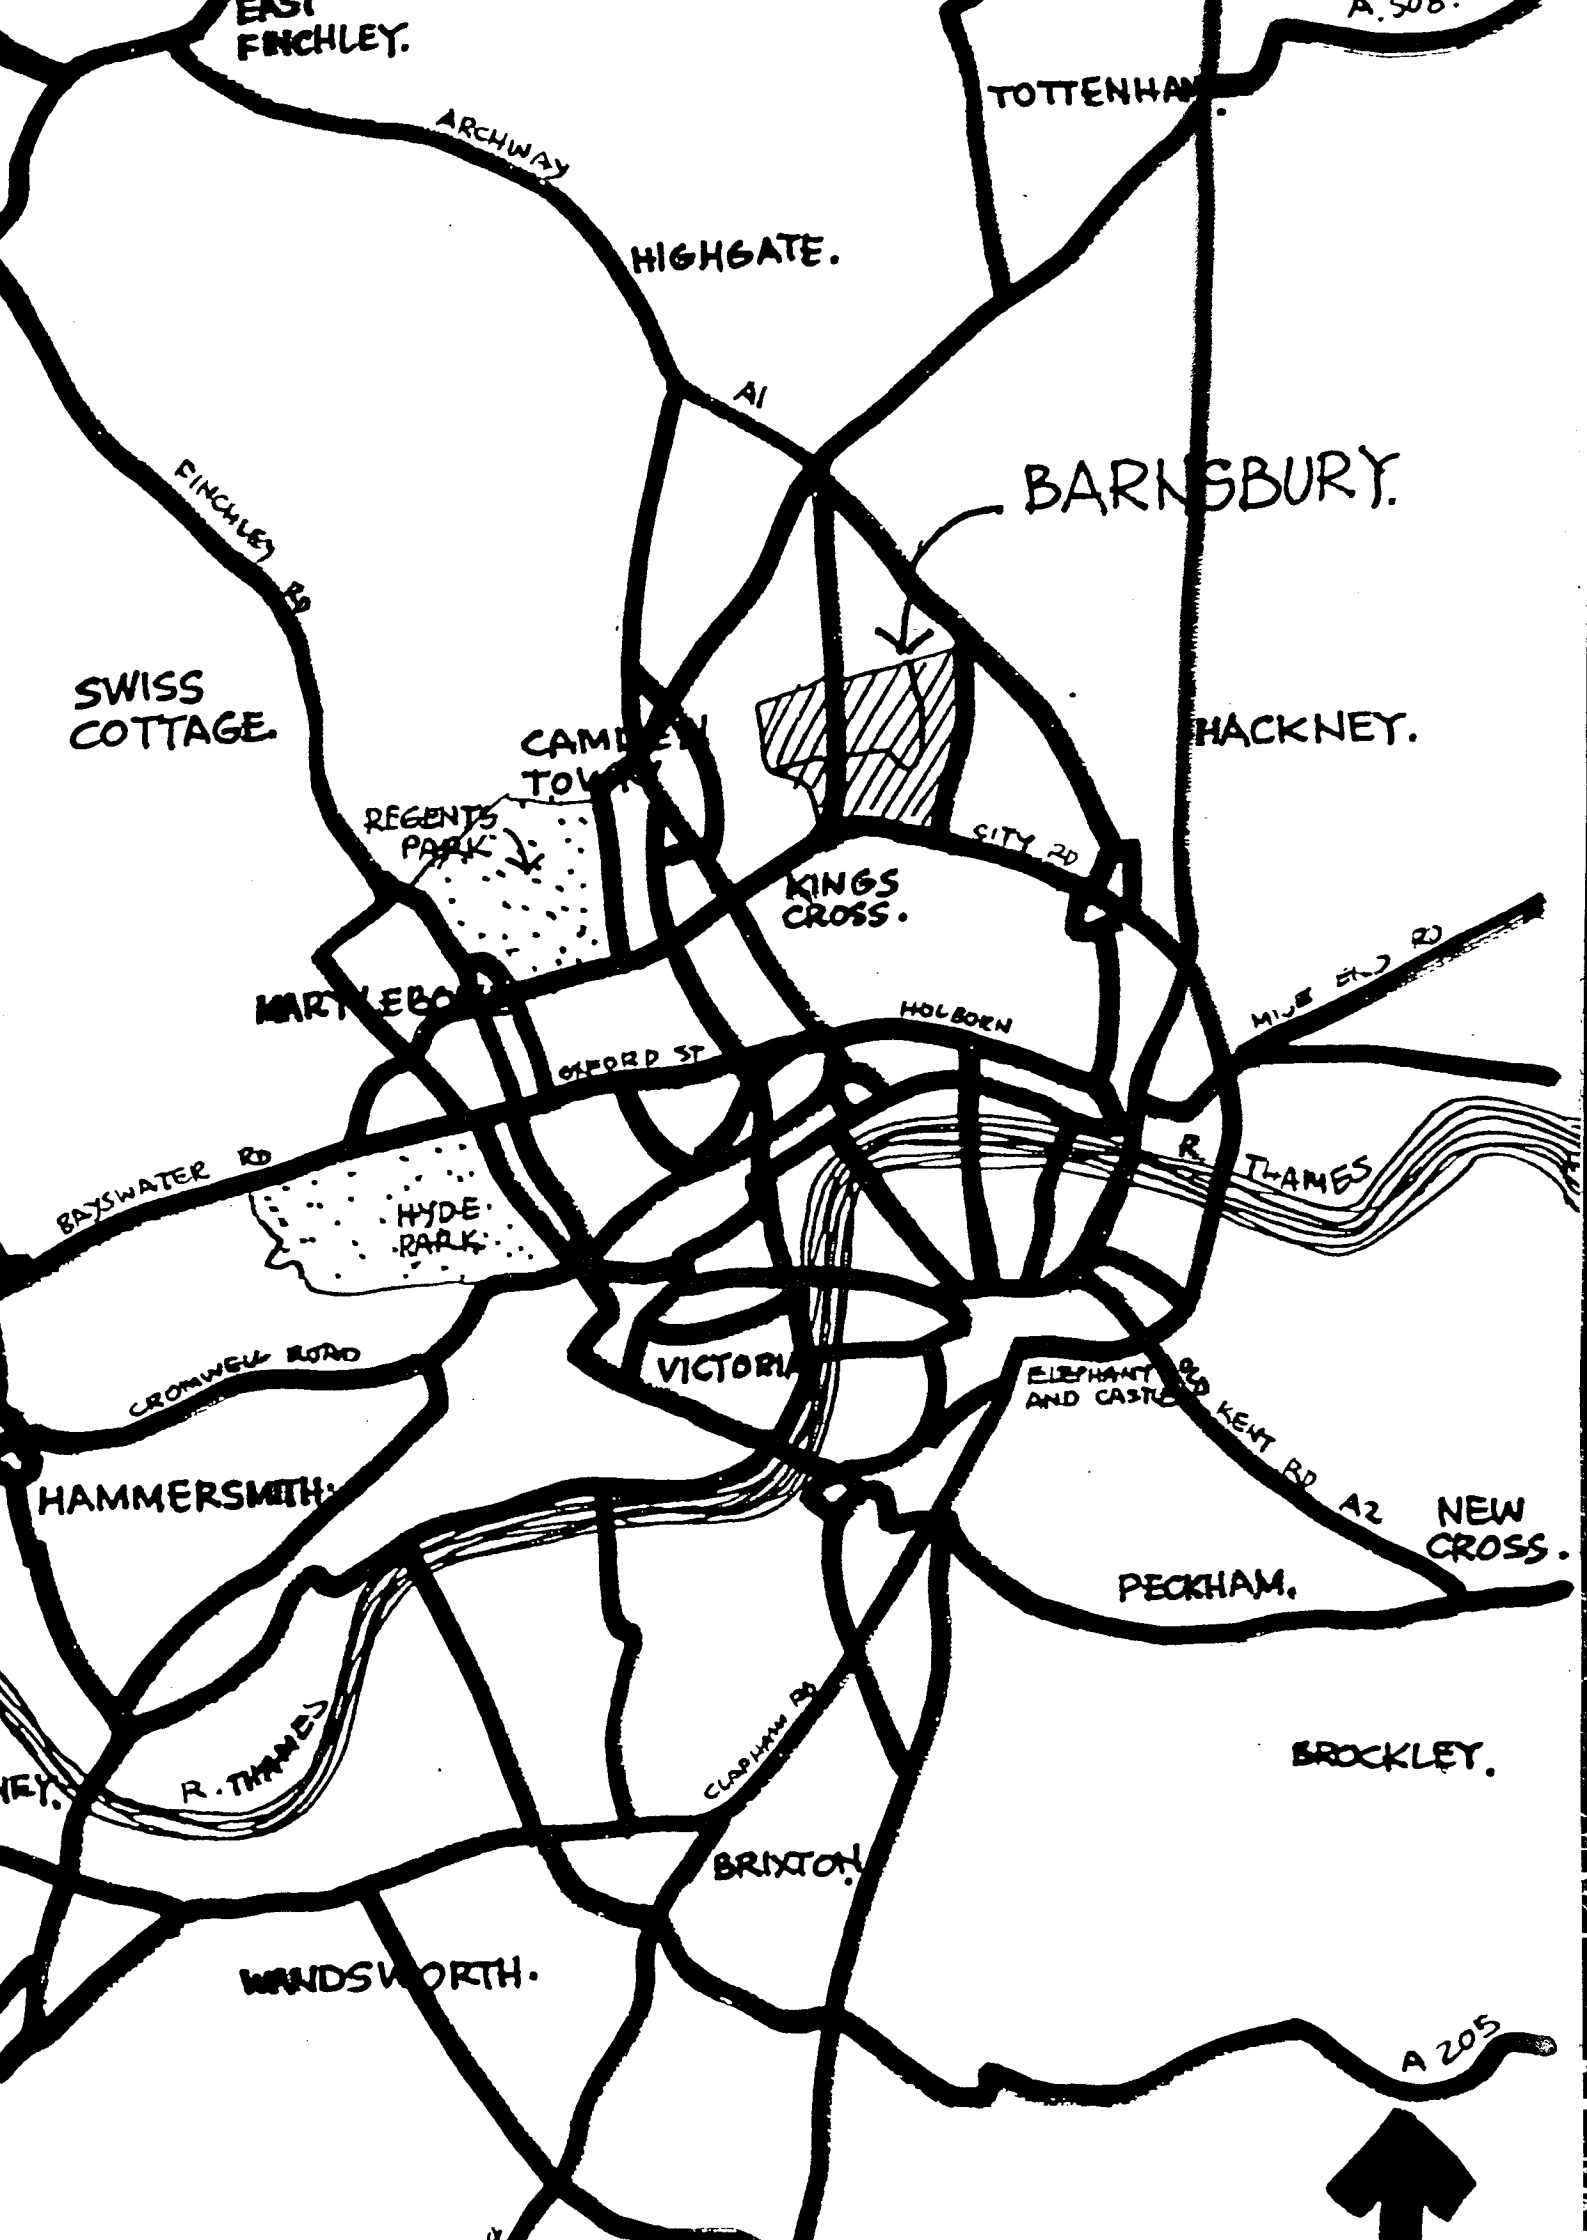 EAST
FINCHLEY.
A.
TOTTENHAM.
ARCHWAY
HIGHGATE.
A1
BARNSBURY.
FINCHLEY RD
SWISS
COTTAGE.
CAMDEN
TOWN
HACKNEY.
REGENTS
PARK
CITY RD
KINGS
CROSS.
MARYLEBONE
MILE END RD
HOLBORN
OXFORD ST
BAYSWATER RD
R. THAMES
HYDE
PARK
CROMWELL ROAD
VICTORIA
ELEPHANT
AND CASTLE
OLD KENT RD A2
HAMMERSMITH.
NEW
CROSS.
PECKHAM.
CLAPHAM RD
R. THAMES
BROCKLEY.
HEY.
BRIXTON.
WANDSWORTH.
A 205